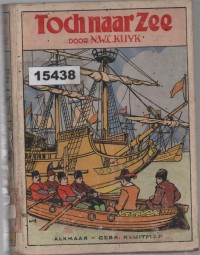 Toch naar Zee
DOOR N.W.C. KUYK
15438
ALKMAAR – GEBR. KLUITMAN